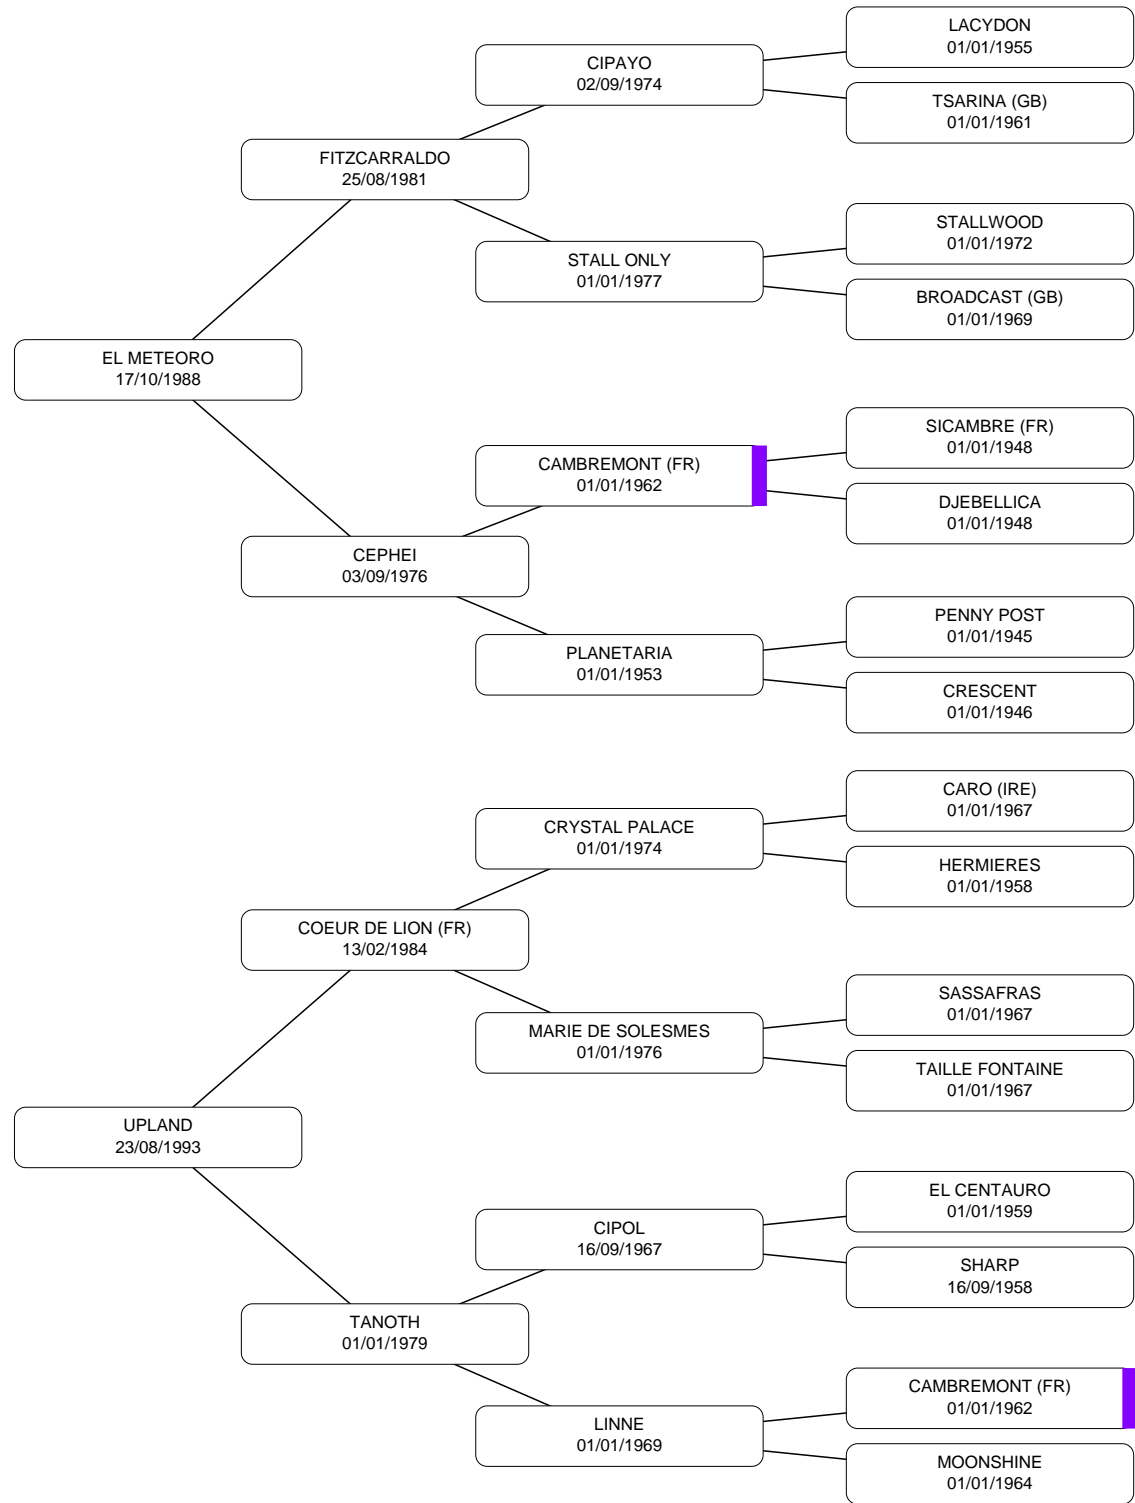 LACYDON
01/01/1955
CIPAYO
02/09/1974
TSARINA (GB)
01/01/1961
FITZCARRALDO
25/08/1981
STALLWOOD
01/01/1972
STALL ONLY
01/01/1977
BROADCAST (GB)
01/01/1969
EL METEORO
17/10/1988
SICAMBRE (FR)
01/01/1948
CAMBREMONT (FR)
01/01/1962
DJEBELLICA
01/01/1948
CEPHEI
03/09/1976
PENNY POST
01/01/1945
PLANETARIA
01/01/1953
CRESCENT
01/01/1946
CARO (IRE)
01/01/1967
CRYSTAL PALACE
01/01/1974
HERMIERES
01/01/1958
COEUR DE LION (FR)
13/02/1984
SASSAFRAS
01/01/1967
MARIE DE SOLESMES
01/01/1976
TAILLE FONTAINE
01/01/1967
UPLAND
23/08/1993
EL CENTAURO
01/01/1959
CIPOL
16/09/1967
SHARP
16/09/1958
TANOTH
01/01/1979
CAMBREMONT (FR)
01/01/1962
LINNE
01/01/1969
MOONSHINE
01/01/1964